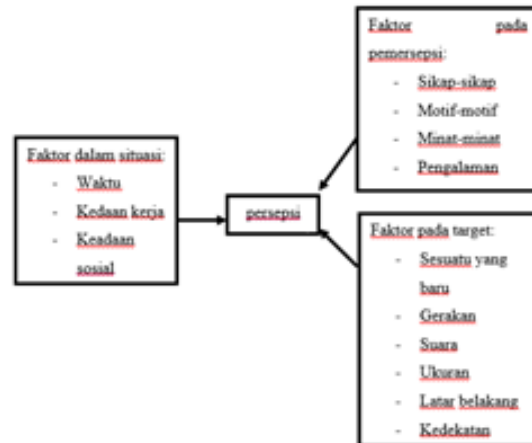 Faktor pada
pemersepsi:
- Sikap-sikap
- Motif-motif
- Minat-minat
- Pengalaman
Faktor dalam situasi:
- Waktu
- Kedaan kerja
- Keadaan
sosial
persepsi
Faktor pada target:
- Sesuatu yang
baru
- Gerakan
- Suara
- Ukuran
- Latar belakang
- Kedekatan